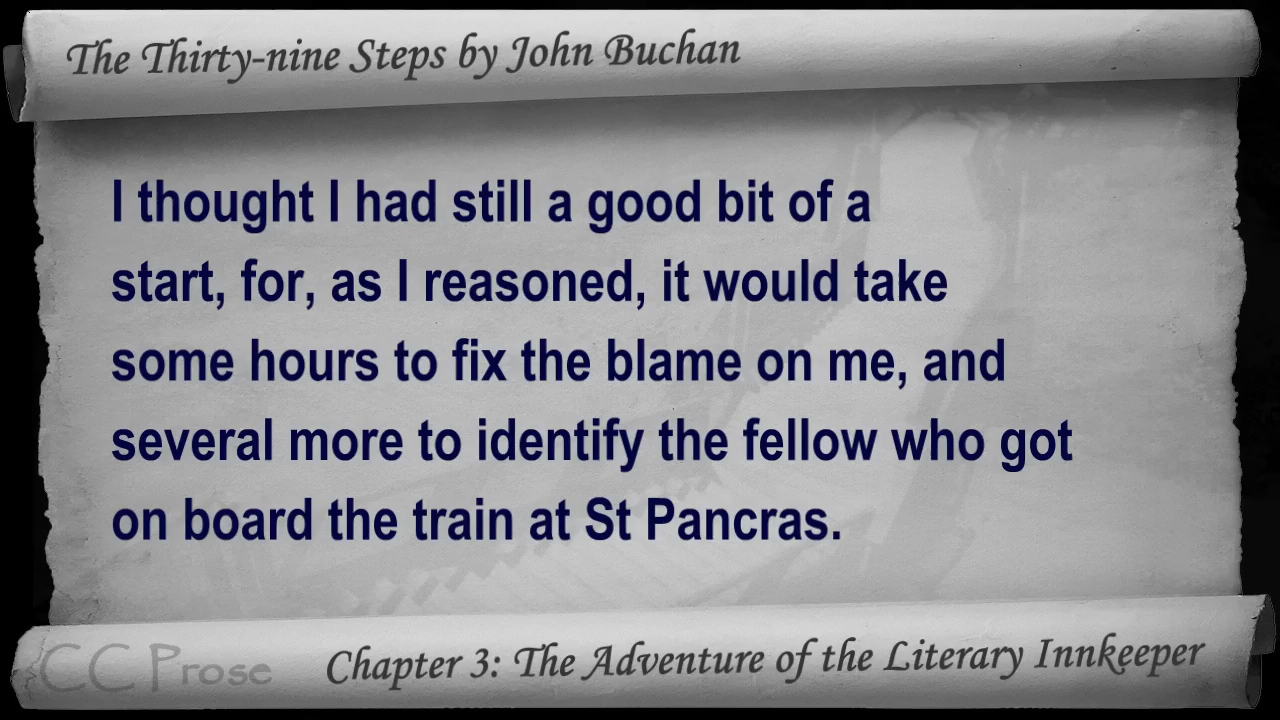 The Thirty-nine Steps by John Buchan
I thought I had still a good bit of a
start, for, as I reasoned, it would take
some hours to fix the blame on me, and
several more to identify the fellow who got
on board the train at St Pancras.
CC Prose
Chapter 3: The Adventure of the Literary Innkeeper